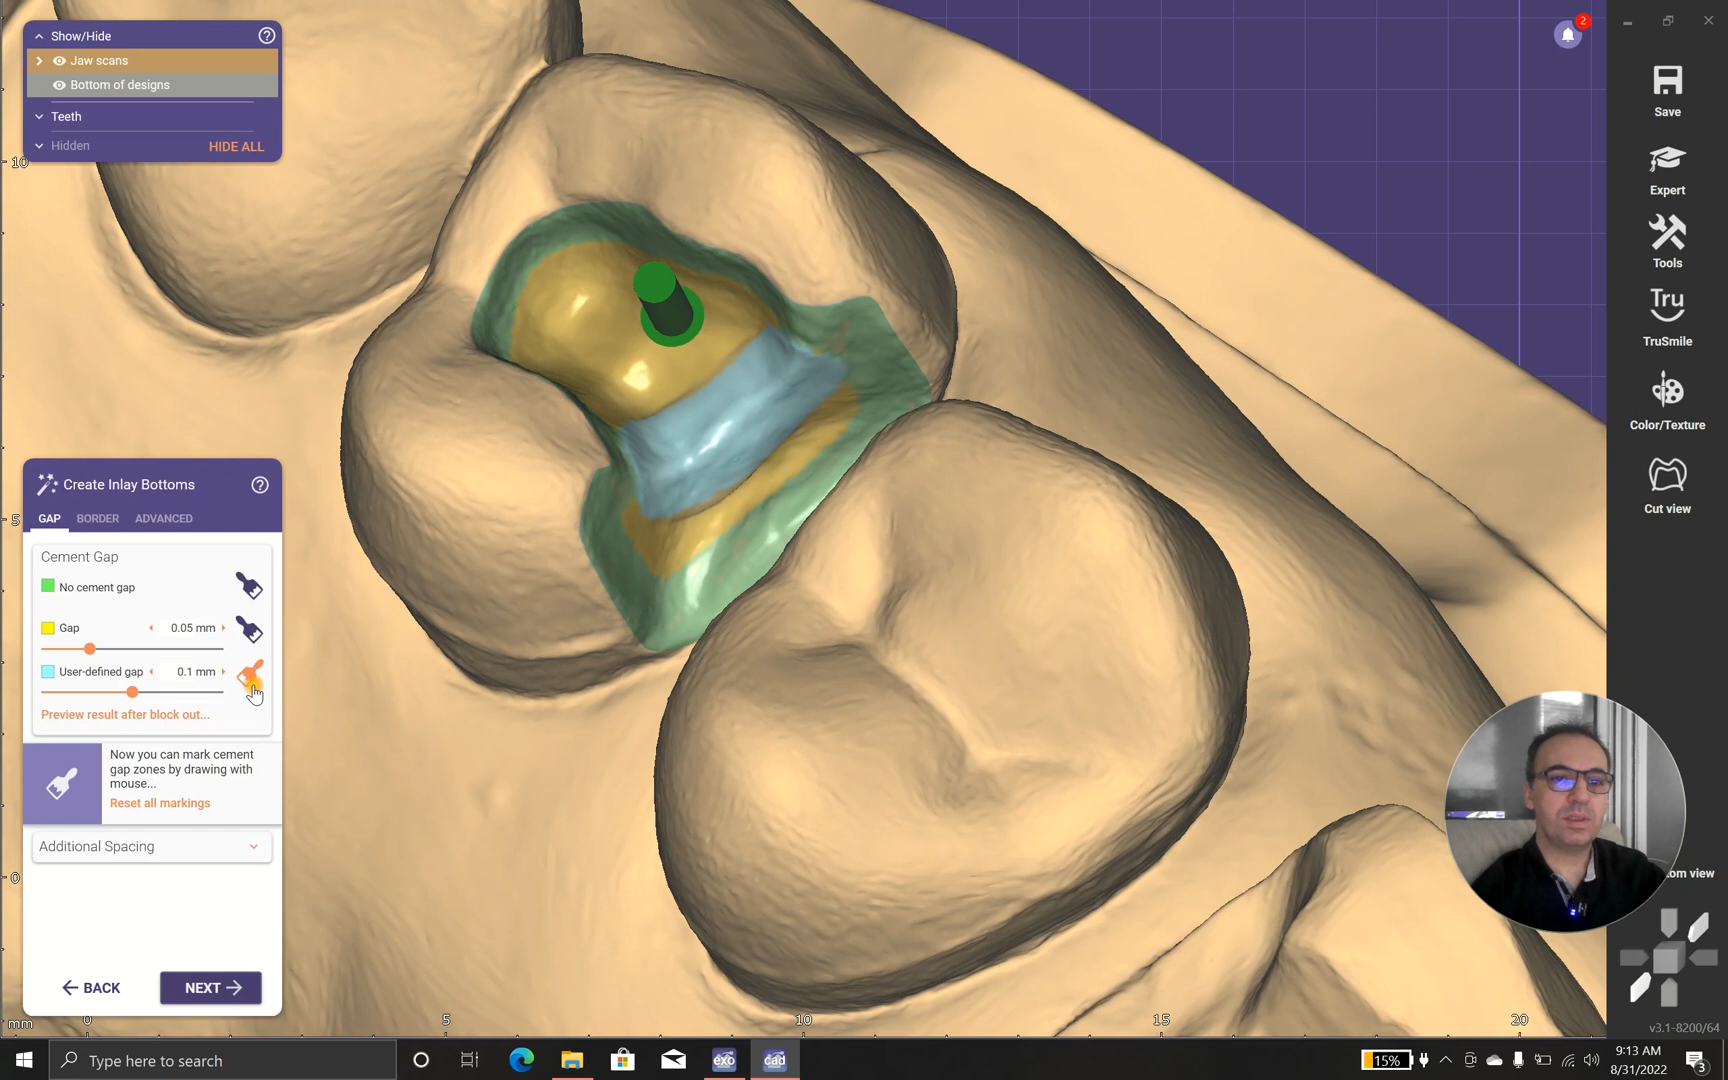 Show/Hide
Jaw scans
Bottom of designs
Teeth
Hidden
HIDE ALL
2
Save
Expert
Tools
Tru
TruSmile
Color/Texture
Cut view
10
5
0
Create Inlay Bottoms
GAP BORDER ADVANCED
Cement Gap
No cement gap
Gap 0.05 mm
User-defined gap 0.1 mm
Preview result after block out...
Now you can mark cement
gap zones by drawing with
mouse...
Reset all markings
Additional Spacing
BACK
NEXT
om view
mm 0 5 10 15 20
v3.1-8200/64
Type here to search
exo
cad
15%
9:13 AM
8/31/2022
3